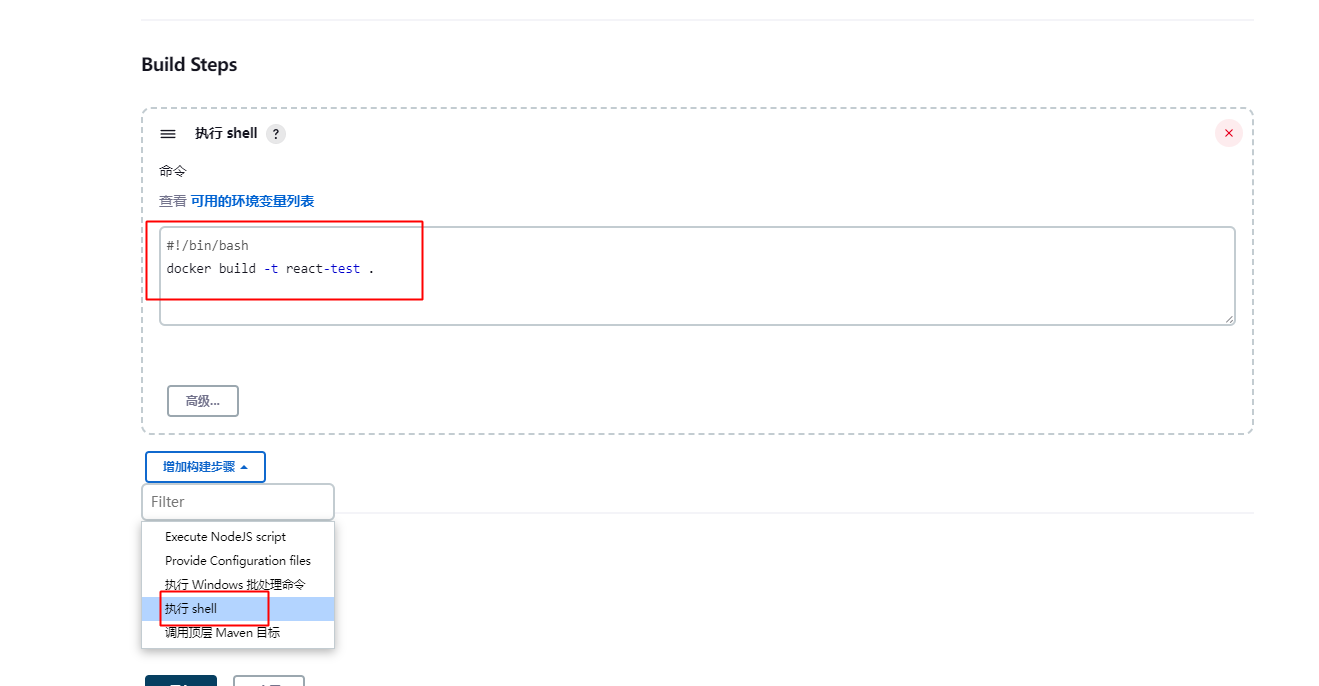 Build Steps
执行 shell ?
命令
查看 可用的环境变量列表
#!/bin/bash
docker build -t react-test .
高级...
增加构建步骤
Filter
Execute NodeJS script
Provide Configuration files
执行 Windows 批处理命令
执行 shell
调用顶层 Maven 目标